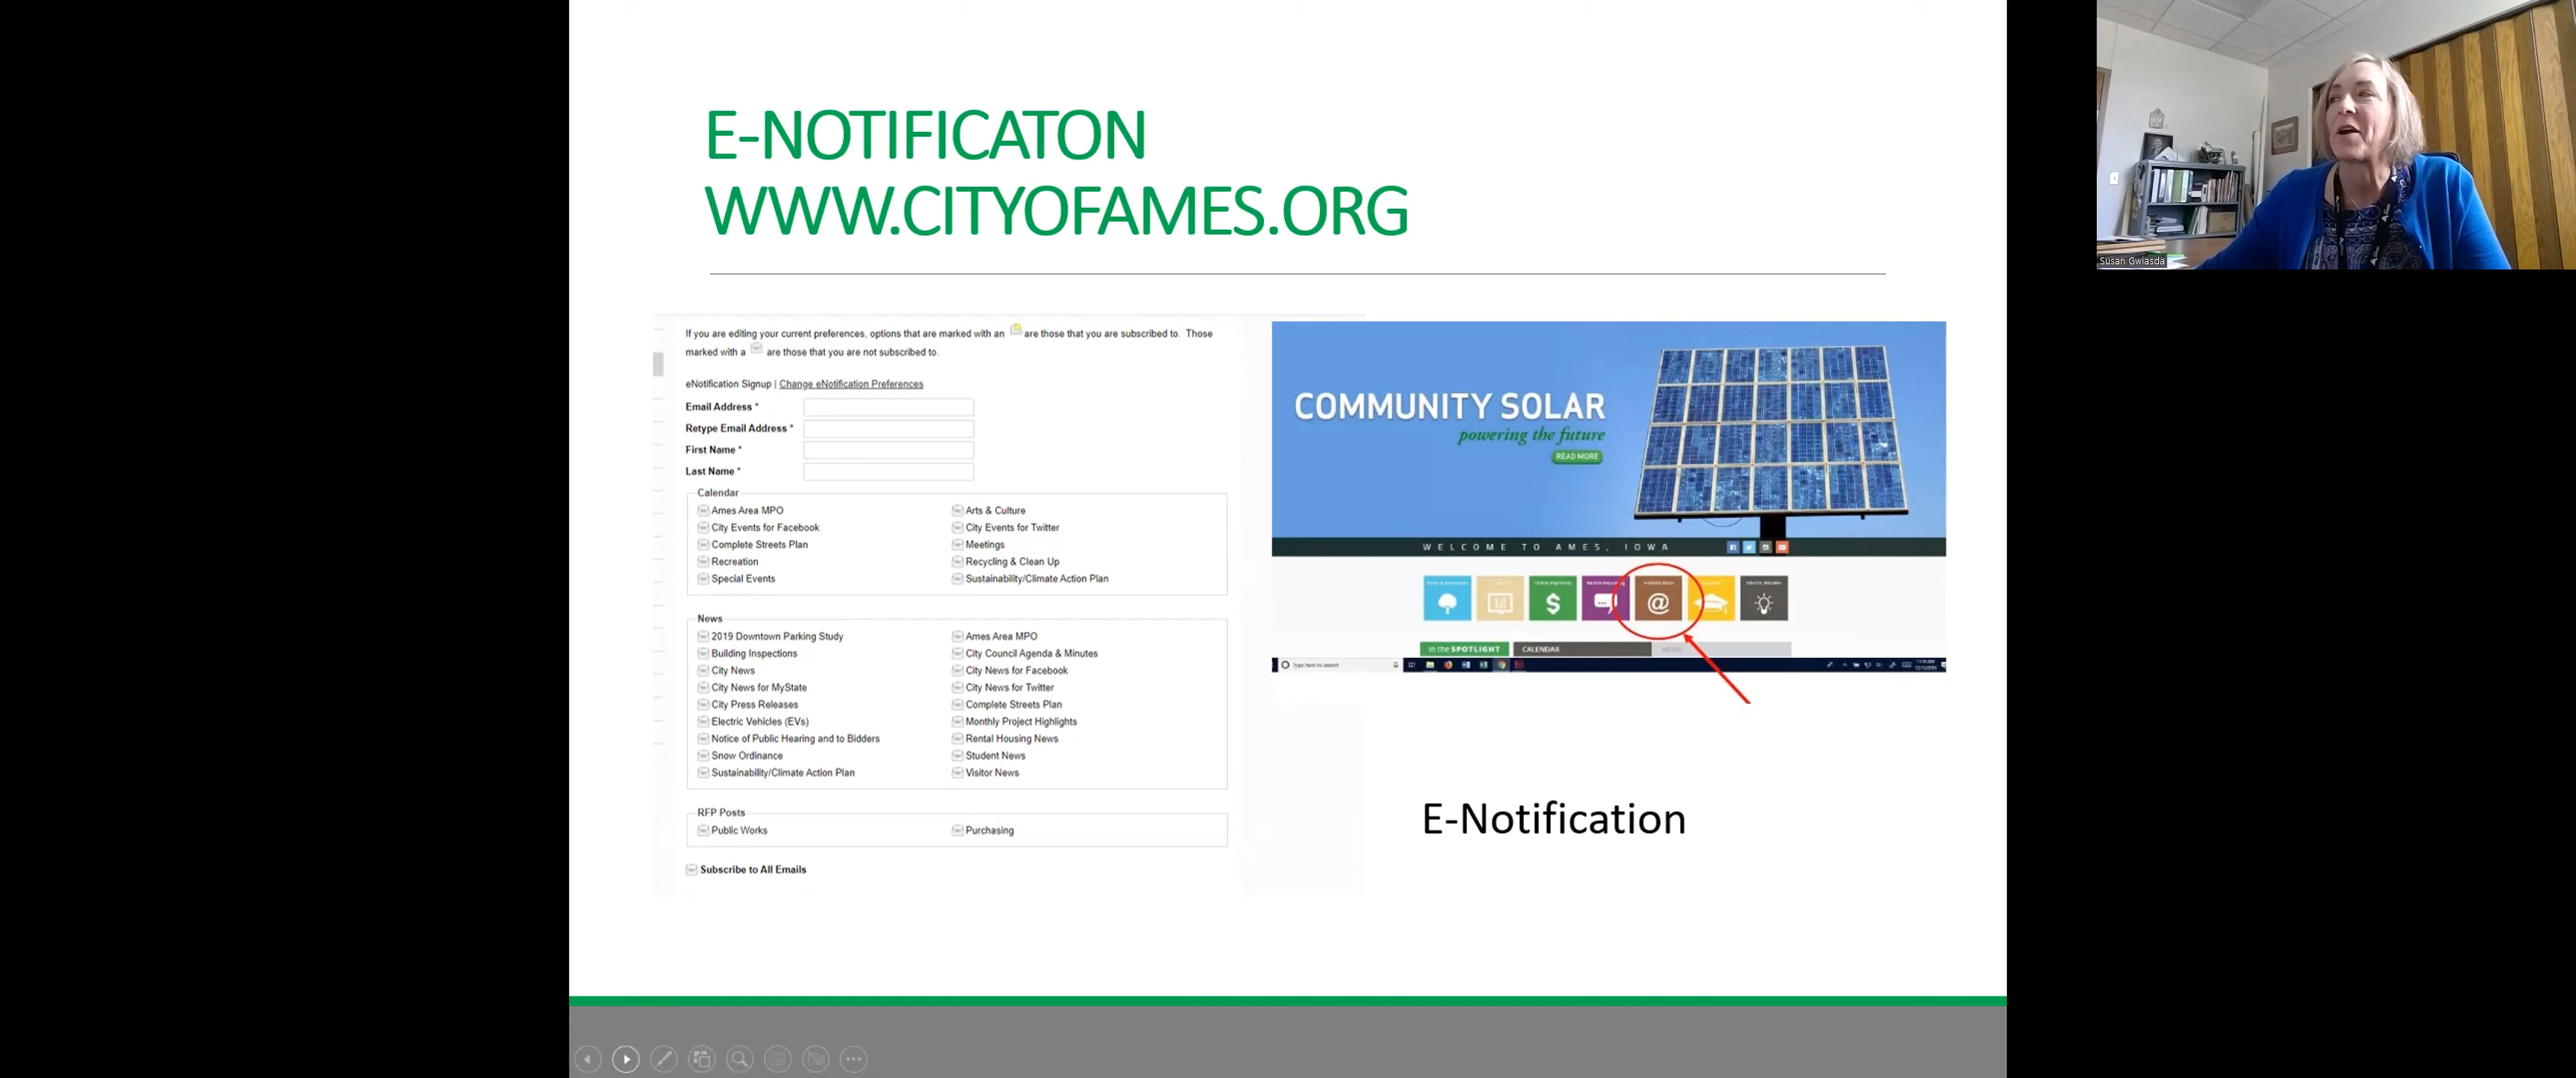 E-NOTIFICATON
WWW.CITYOFAMES.ORG
If you are editing your current preferences, options that are marked with an are those that you are subscribed to. Those
marked with a are those that you are not subscribed to.
eNotification Signup | Change eNotification Preferences
Email Address *
Retype Email Address *
First Name *
Last Name *
Calendar
Ames Area MPO
Arts & Culture
City Events for Facebook
City Events for Twitter
Complete Streets Plan
Meetings
Recreation
Recycling & Clean Up
Special Events
Sustainability/Climate Action Plan
News
2019 Downtown Parking Study
Ames Area MPO
Building Inspections
City Council Agenda & Minutes
City News
City News for Facebook
City News for MyState
City News for Twitter
City Press Releases
Complete Streets Plan
Electric Vehicles (EVs)
Monthly Project Highlights
Notice of Public Hearing and to Bidders
Rental Housing News
Snow Ordinance
Student News
Sustainability/Climate Action Plan
Visitor News
RFP Posts
Public Works
Purchasing
Subscribe to All Emails
COMMUNITY SOLAR
powering the future
READ MORE
WELCOME TO AMES, IOWA
12
$
@
In the SPOTLIGHT
CALENDAR
NEWS
Type here to search
E-Notification
Susan Gwiasda